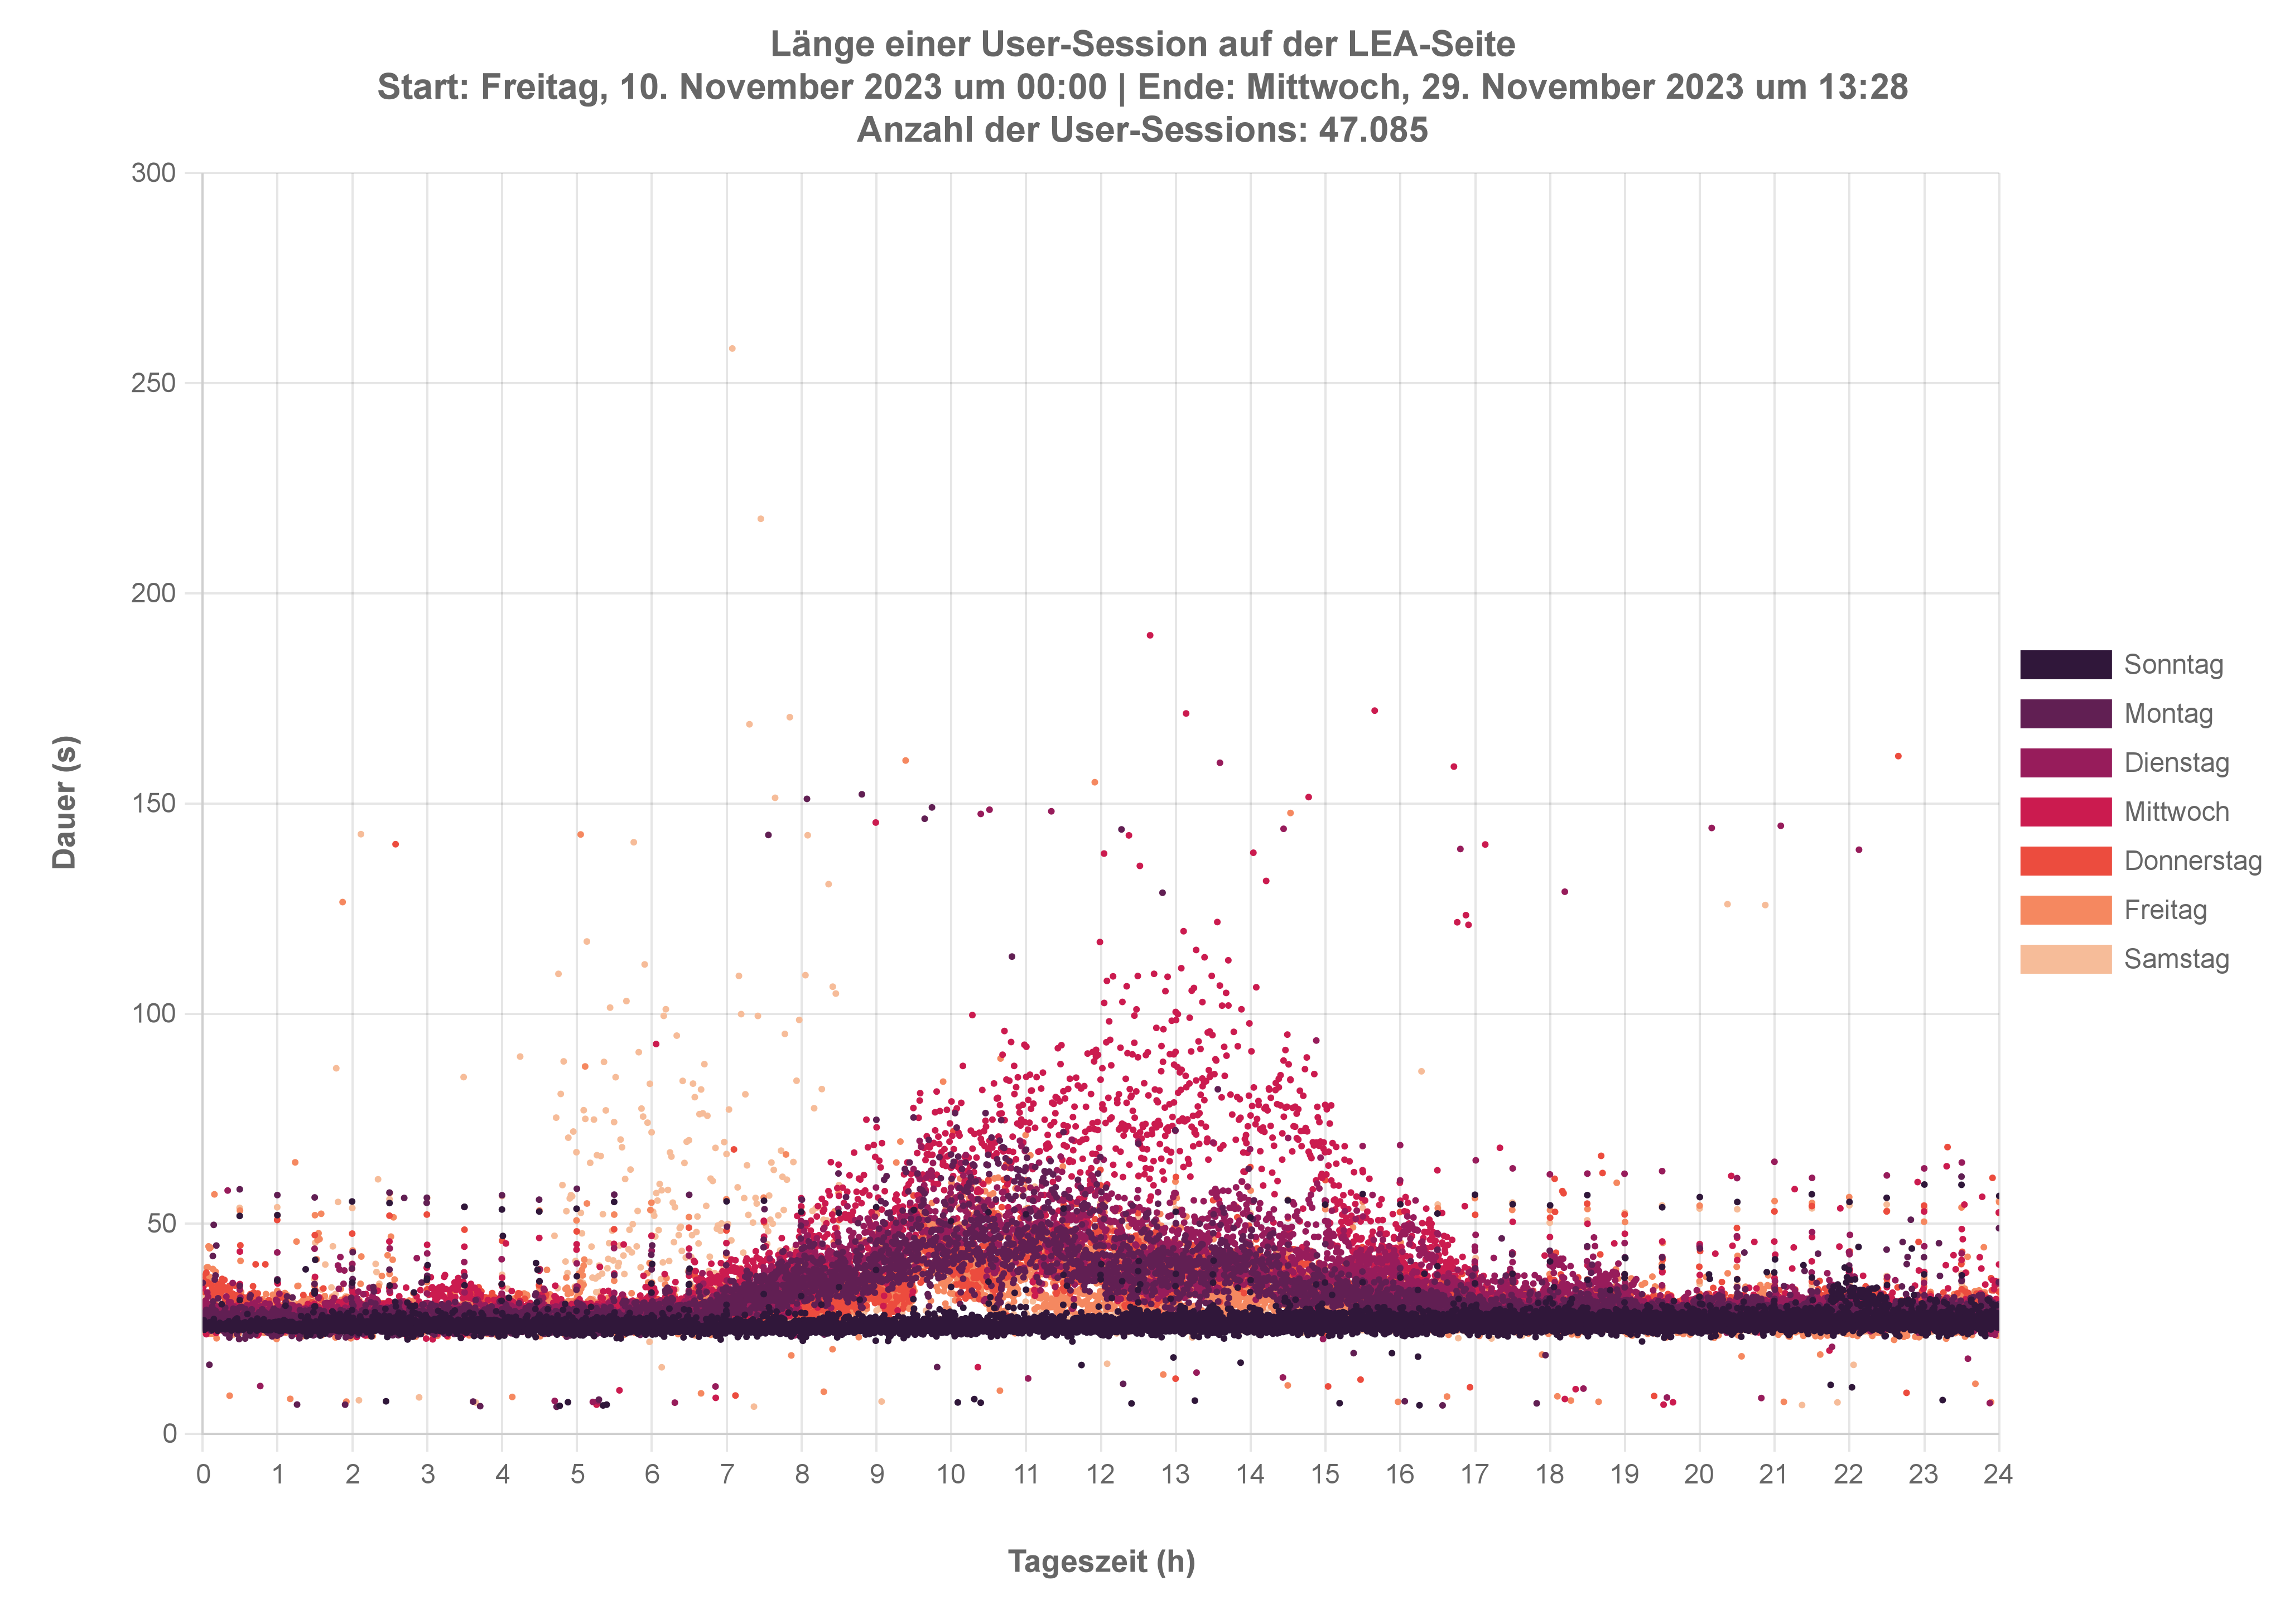 Länge einer User-Session auf der LEA-Seite
Start: Freitag, 10. November 2023 um 00:00 | Ende: Mittwoch, 29. November 2023 um 13:28
Anzahl der User-Sessions: 47.085
300
250
200
150
100
50
0
Dauer (s)
0 1 2 3 4 5 6 7 8 9 10 11 12 13 14 15 16 17 18 19 20 21 22 23 24
Tageszeit (h)
Sonntag
Montag
Dienstag
Mittwoch
Donnerstag
Freitag
Samstag